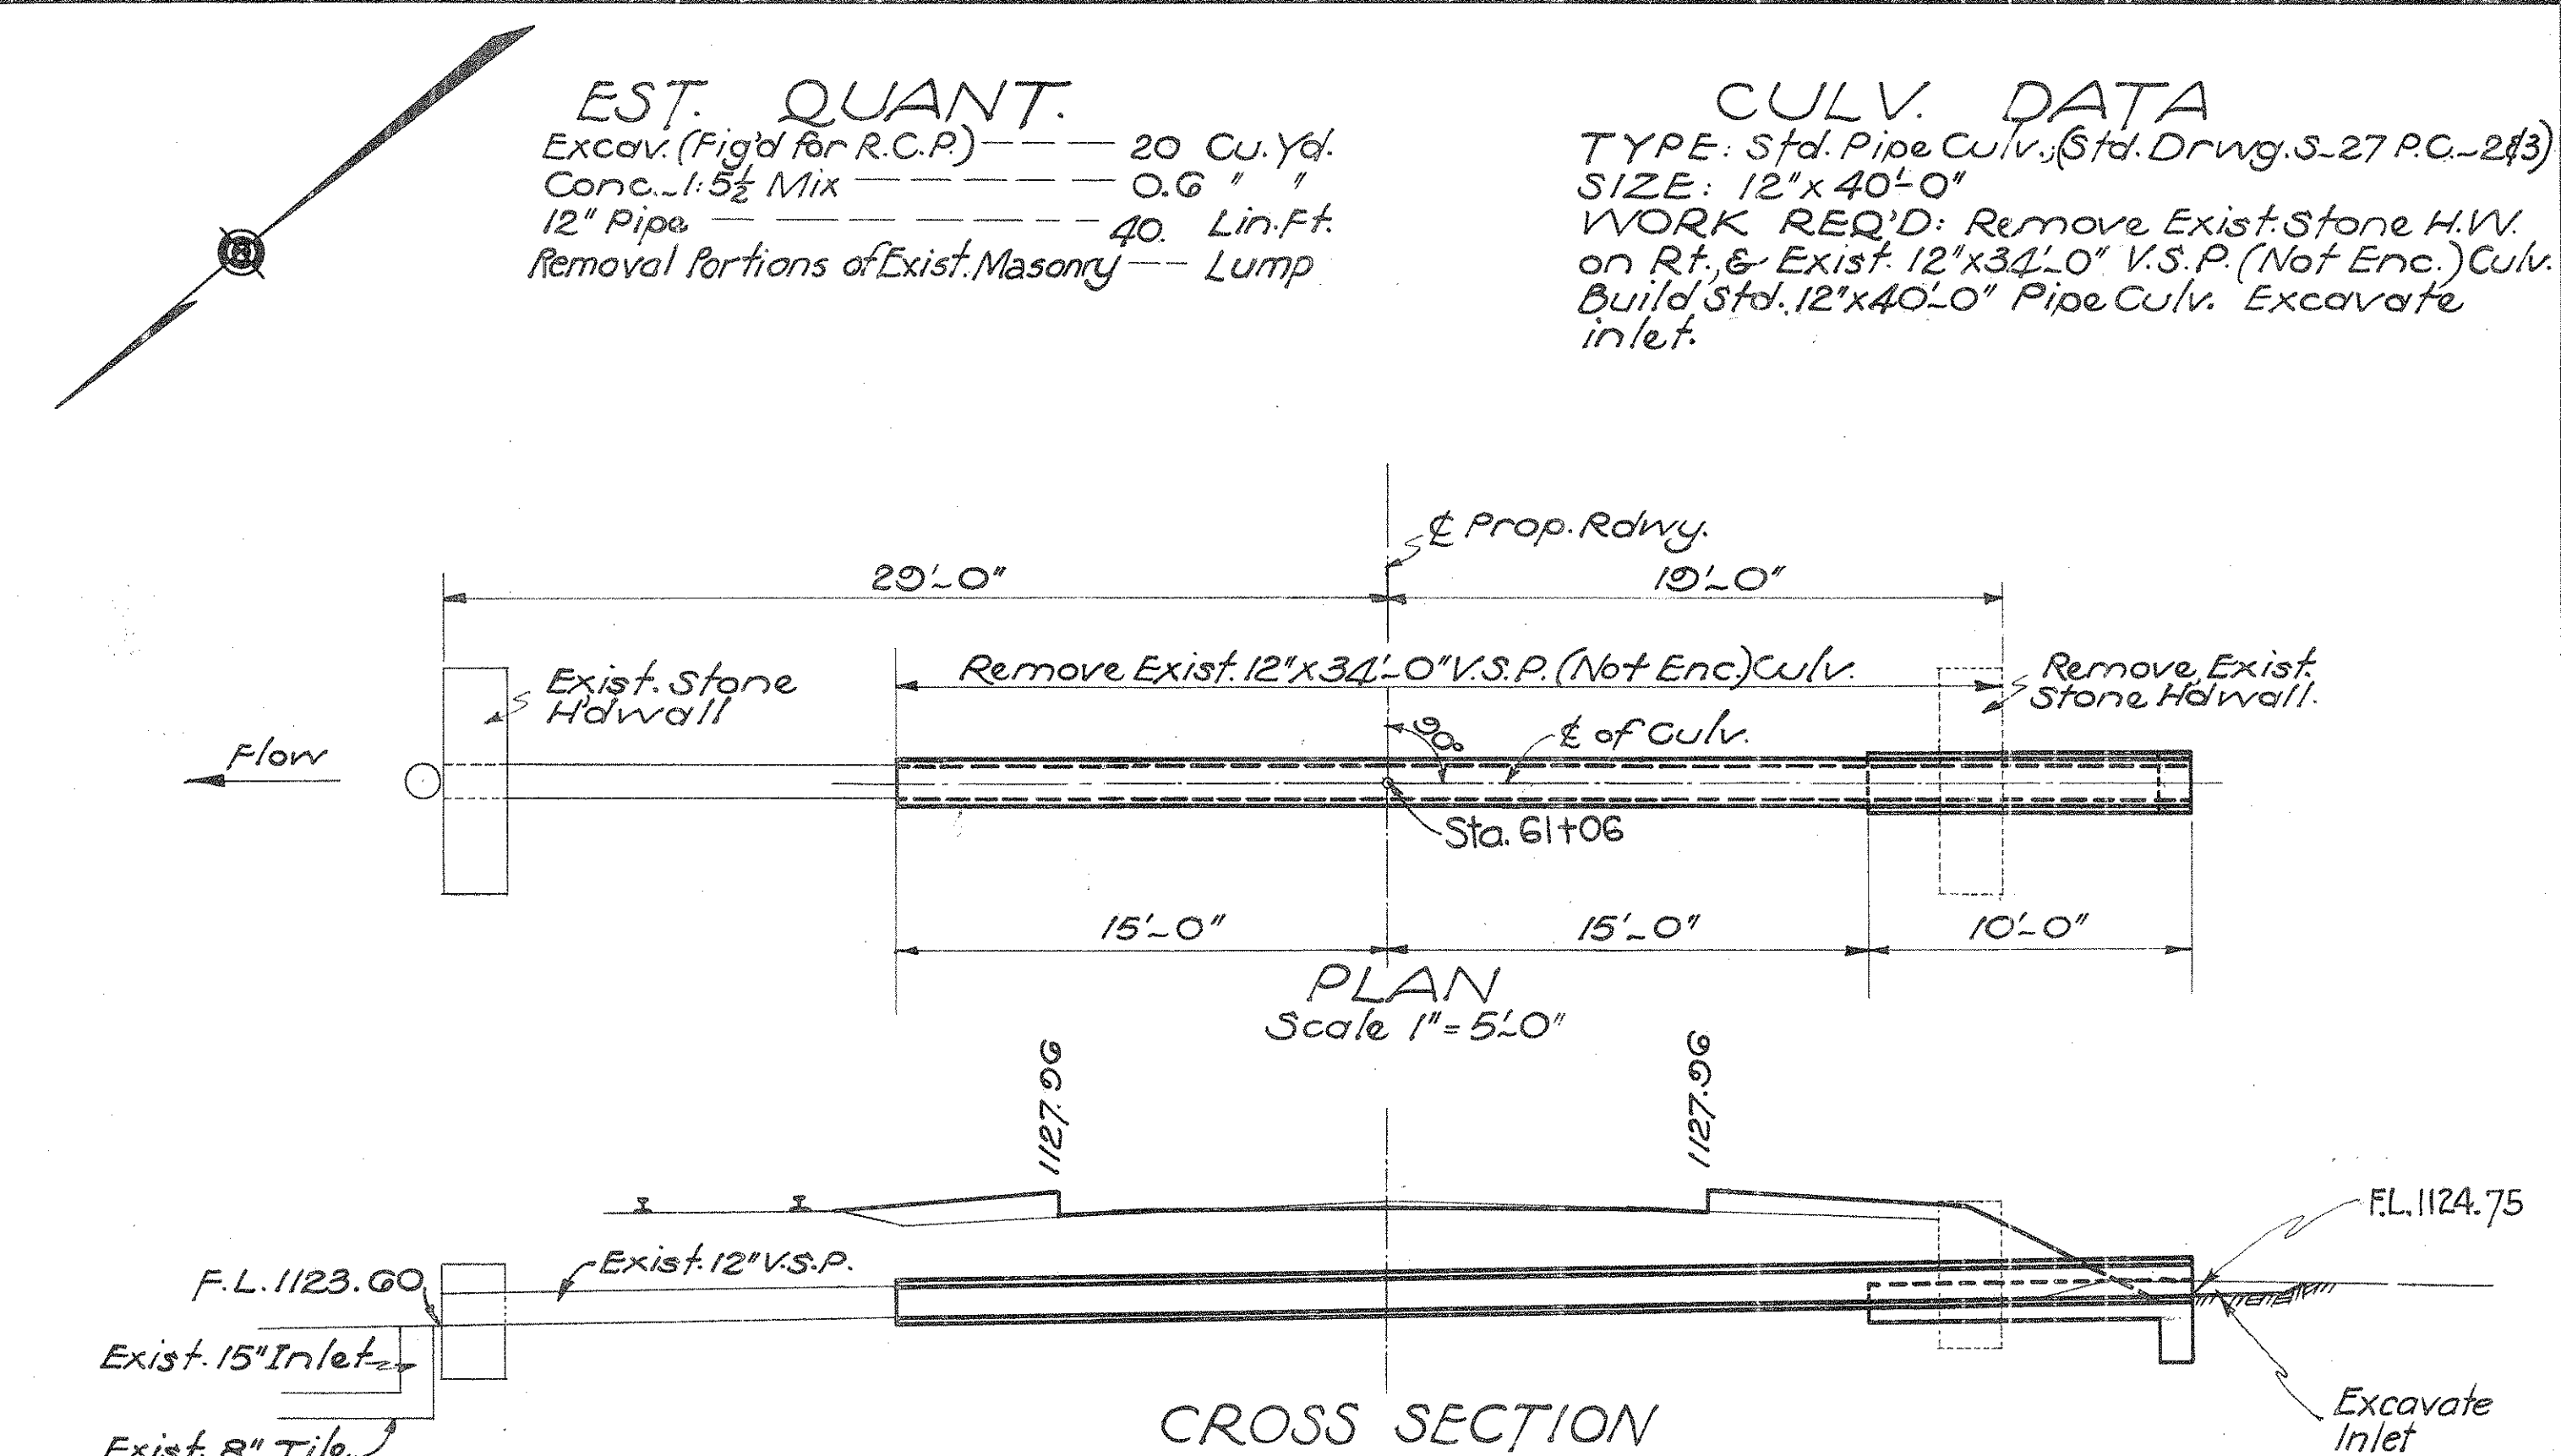 EST. QUANT.
Excav. (Fig'd for R.C.P.) — — — 20 Cu. Yd.
Conc. - 1:5½ Mix — — — — — — 0.6 " "
12" Pipe — — — — — — — 40. Lin. Ft.
Removal Portions of Exist. Masonry — — Lump
CULV. DATA
TYPE: Std. Pipe Culv.; (Std. Drwg. S-27 P.C.-2&3)
SIZE: 12" x 40'-0"
WORK REQ'D: Remove Exist. Stone H.W.
on Rt., & Exist. 12"x34'-0" V.S.P. (Not Enc.) Culv.
Build Std. 12"x40'-0" Pipe Culv. Excavate
inlet.
℄ Prop. Rdwy.
29'-0"
19'-0"
Remove Exist. 12"x34'-0" V.S.P. (Not Enc.) Culv.
Exist. Stone
Hdwall
Remove Exist.
Stone Hdwall.
Flow
90°
℄ of Culv.
Sta. 61+06
15'-0"
15'-0"
10'-0"
PLAN
Scale 1" = 5'-0"
1127.96
1127.96
F.L. 1124.75
Exist. 12" V.S.P.
F.L. 1123.60
Exist. 15" Inlet
Exist. 8" Tile
CROSS SECTION
Excavate
Inlet